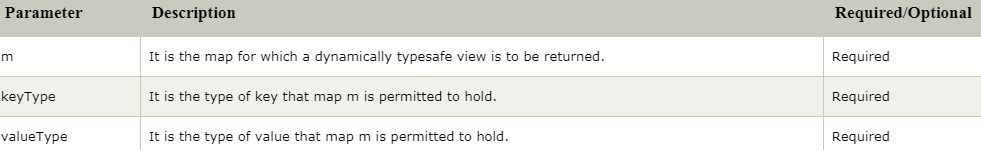 Parameter Description Required/Optional
m It is the map for which a dynamically typesafe view is to be returned. Required
keyType It is the type of key that map m is permitted to hold. Required
valueType It is the type of value that map m is permitted to hold. Required